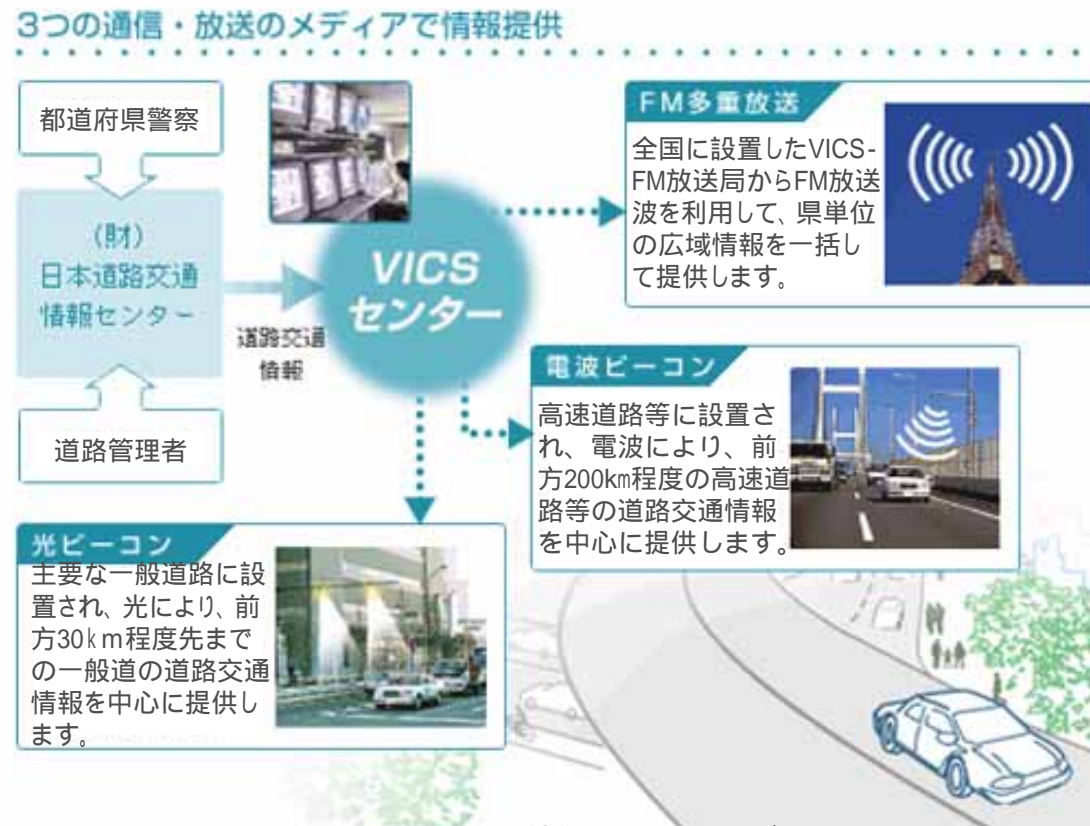 3つの通信・放送のメディアで情報提供
都道府県警察
(財)
日本道路交通
情報センター
道路管理者
道路交通
情報
VICS
センター
FM多重放送
全国に設置したVICS-
FM放送局からFM放送
波を利用して、県単位
の広域情報を一括し
て提供します。
電波ビーコン
高速道路等に設置さ
れ、電波により、前
方200km程度の高速道
路等の道路交通情報
を中心に提供します。
光ビーコン
主要な一般道路に設
置され、光により、前
方30km程度先まで
の一般道の道路交通
情報を中心に提供し
ます。